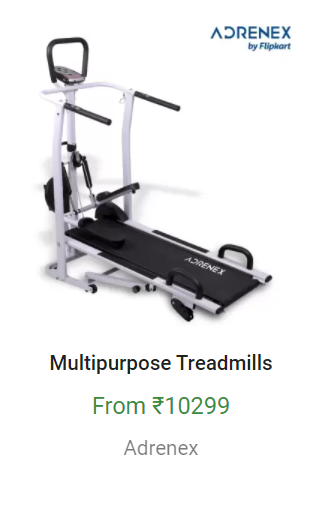 ADRENEX
by Flipkart
ADRENEX
Multipurpose Treadmills
From ₹10299
Adrenex